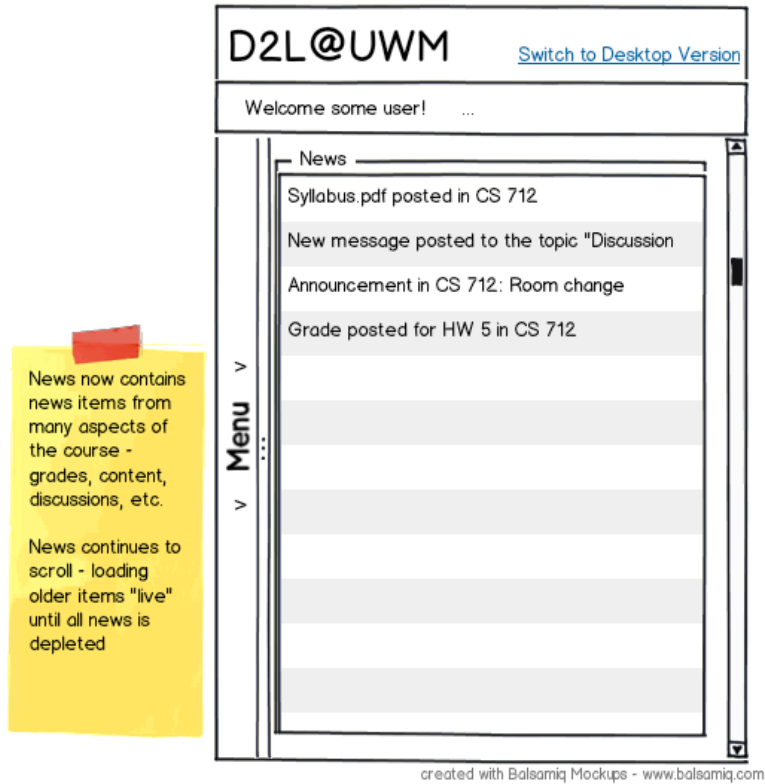 D2L@UWM
Switch to Desktop Version
Welcome some user! ...
News
Syllabus.pdf posted in CS 712
New message posted to the topic "Discussion
Announcement in CS 712: Room change
Grade posted for HW 5 in CS 712
> Menu >
...
News now contains
news items from
many aspects of
the course -
grades, content,
discussions, etc.
News continues to
scroll - loading
older items "live"
until all news is
depleted
created with Balsamiq Mockups - www.balsamiq.com